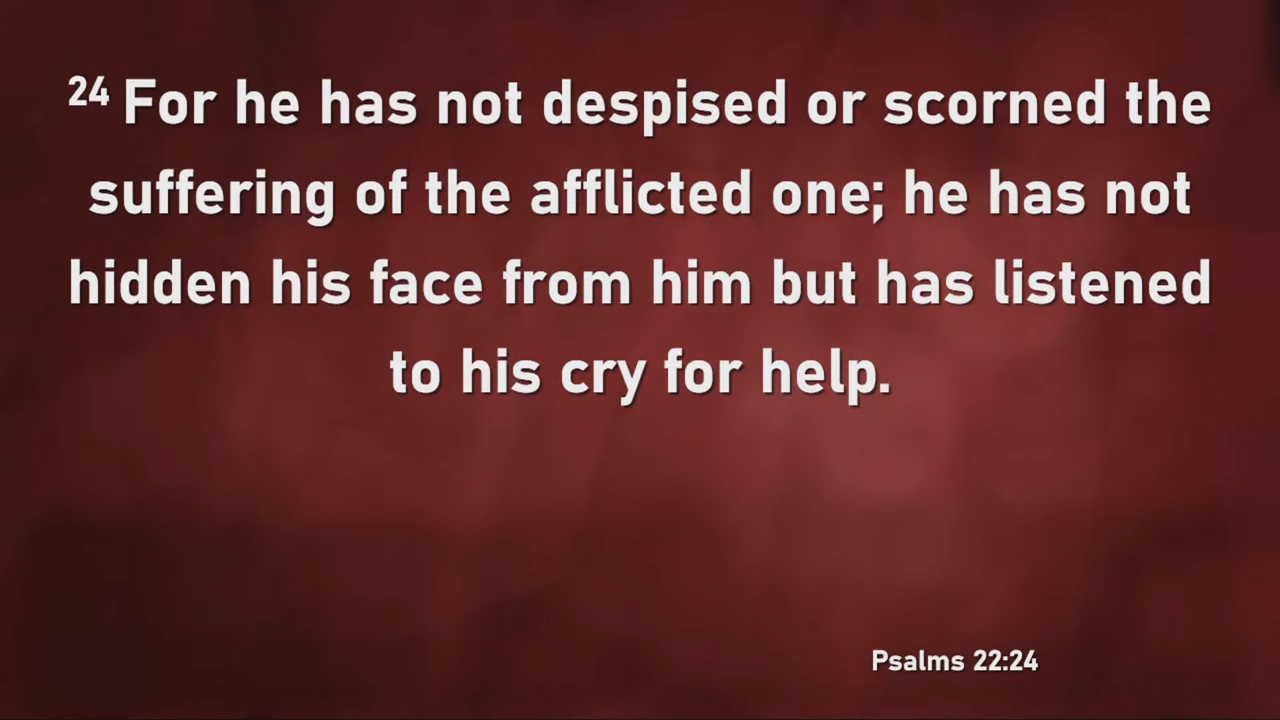 24 For he has not despised or scorned the
suffering of the afflicted one; he has not
hidden his face from him but has listened
to his cry for help.
Psalms 22:24